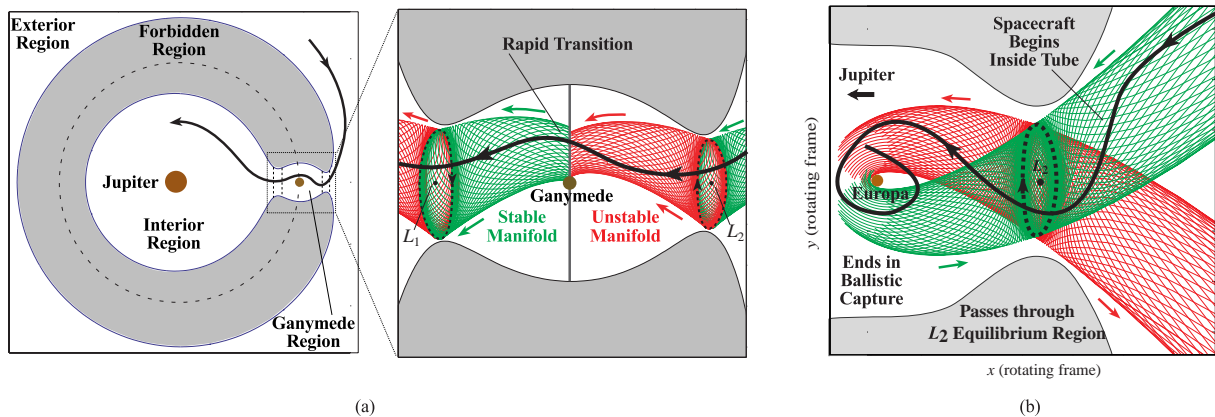 Exterior
Region
Forbidden
Region
Jupiter
Interior
Region
Ganymede
Region
Rapid Transition
Ganymede
L1
Stable
Manifold
Unstable
Manifold
L2
(a)
Spacecraft
Begins
Inside Tube
Jupiter
L2
Europa
Ends in
Ballistic
Capture
Passes through
L2 Equilibrium Region
y (rotating frame)
x (rotating frame)
(b)